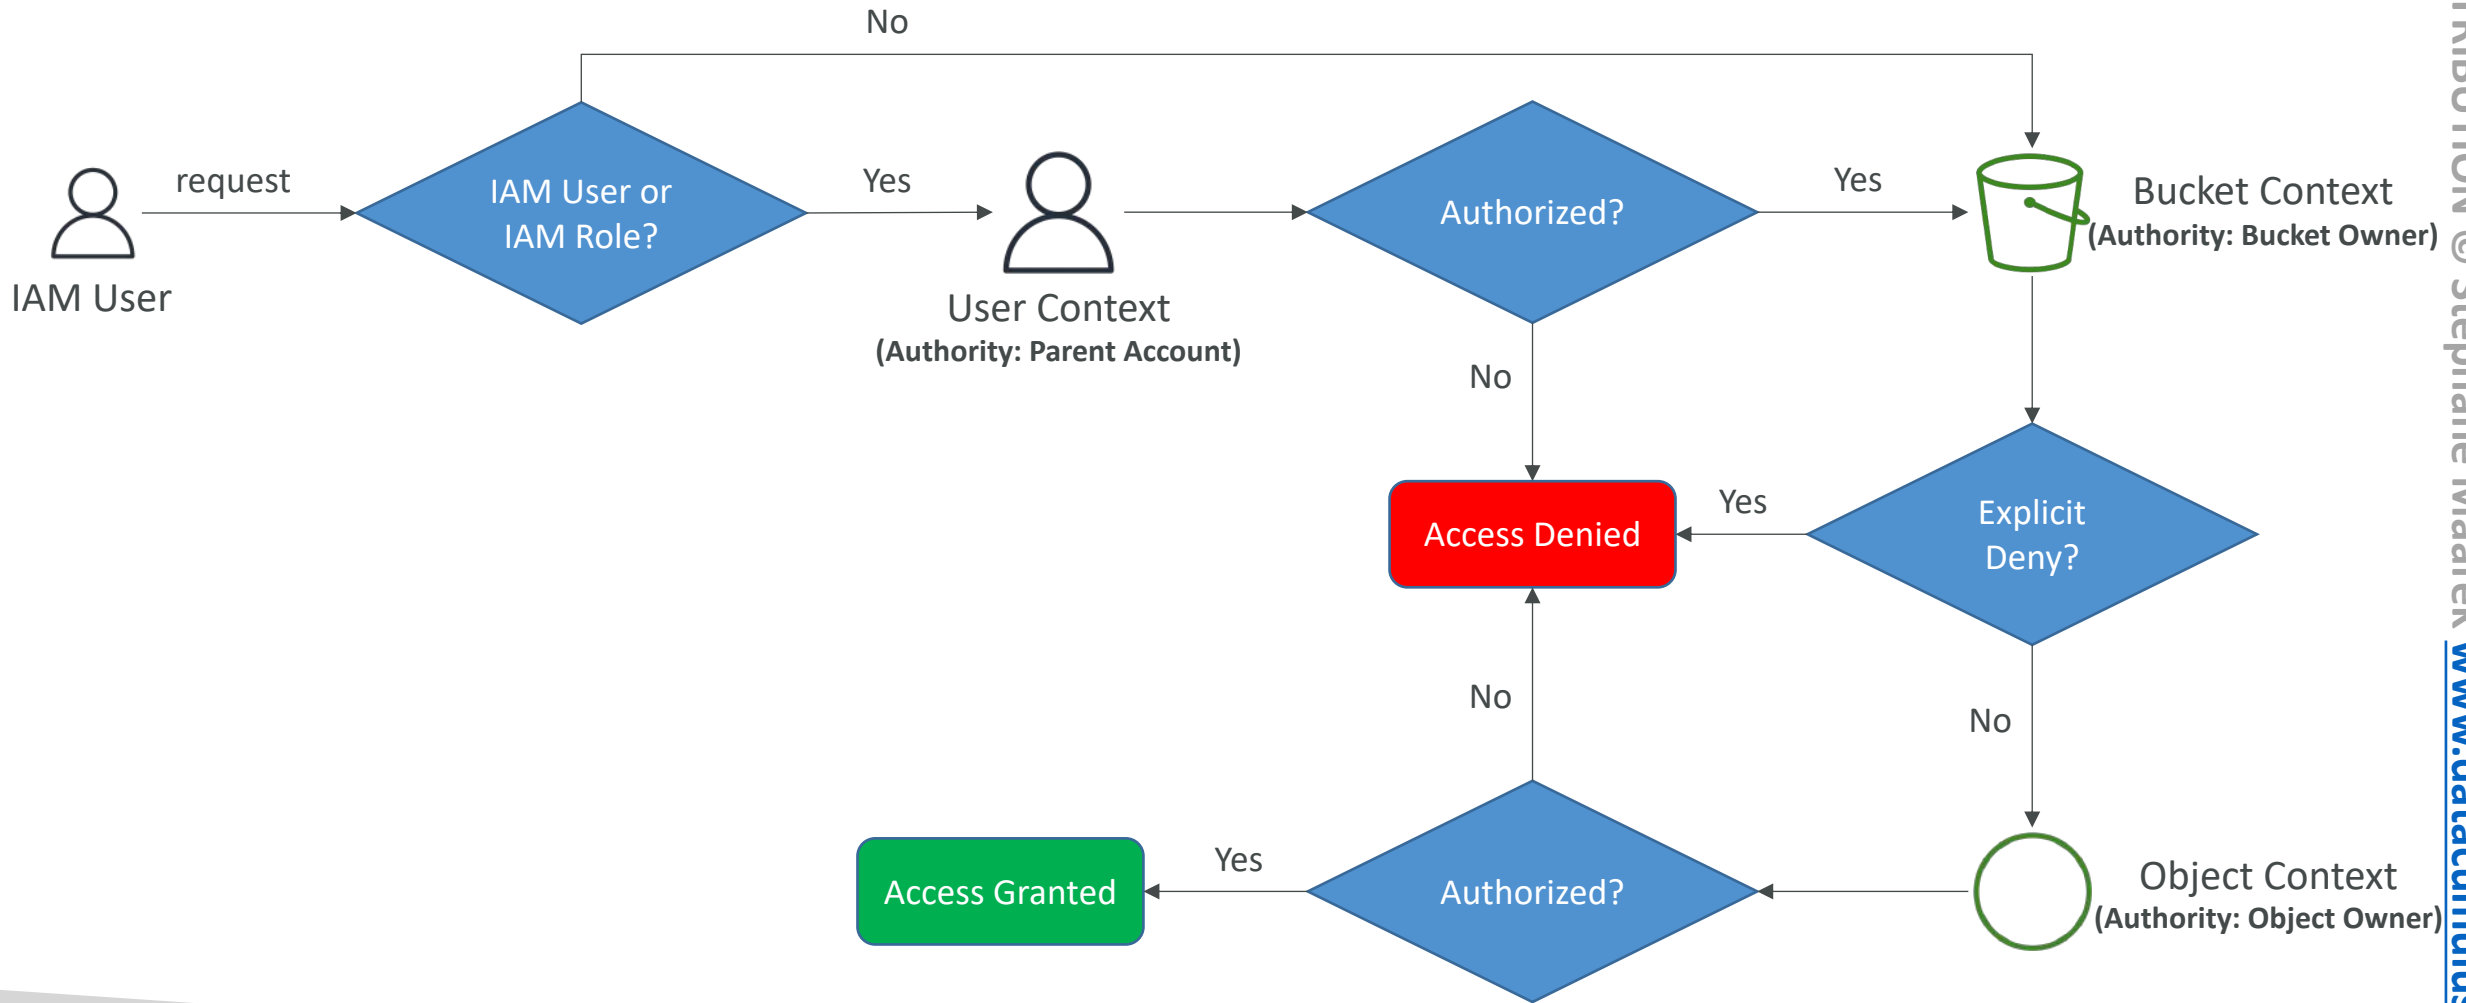 No
request
IAM User or
IAM Role?
Yes
Authorized?
Yes
Bucket Context
(Authority: Bucket Owner)
IAM User
User Context
(Authority: Parent Account)
No
Access Denied
Yes
Explicit
Deny?
No
No
Access Granted
Yes
Authorized?
Object Context
(Authority: Object Owner)
© Stephane Maarek